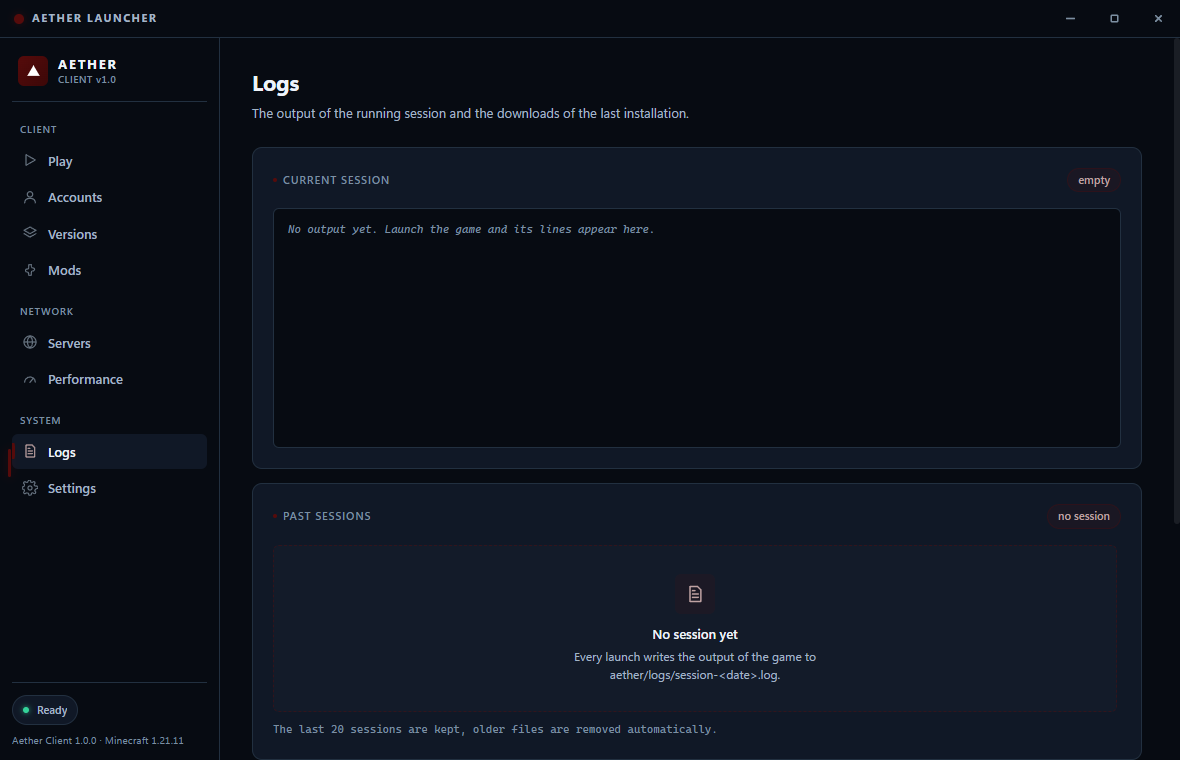 AETHER LAUNCHER
AETHER
CLIENT v1.0
CLIENT
Play
Accounts
Versions
Mods
NETWORK
Servers
Performance
SYSTEM
Logs
Settings
Ready
Aether Client 1.0.0 · Minecraft 1.21.11
Logs
The output of the running session and the downloads of the last installation.
CURRENT SESSION
empty
No output yet. Launch the game and its lines appear here.
PAST SESSIONS
no session
No session yet
Every launch writes the output of the game to
aether/logs/session-<date>.log.
The last 20 sessions are kept, older files are removed automatically.